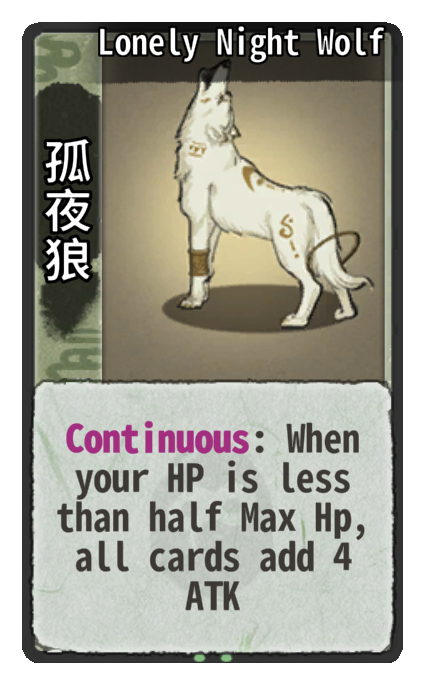 Lonely Night Wolf
孤夜狼
Continuous: When
your HP is less
than half Max Hp,
all cards add 4
ATK